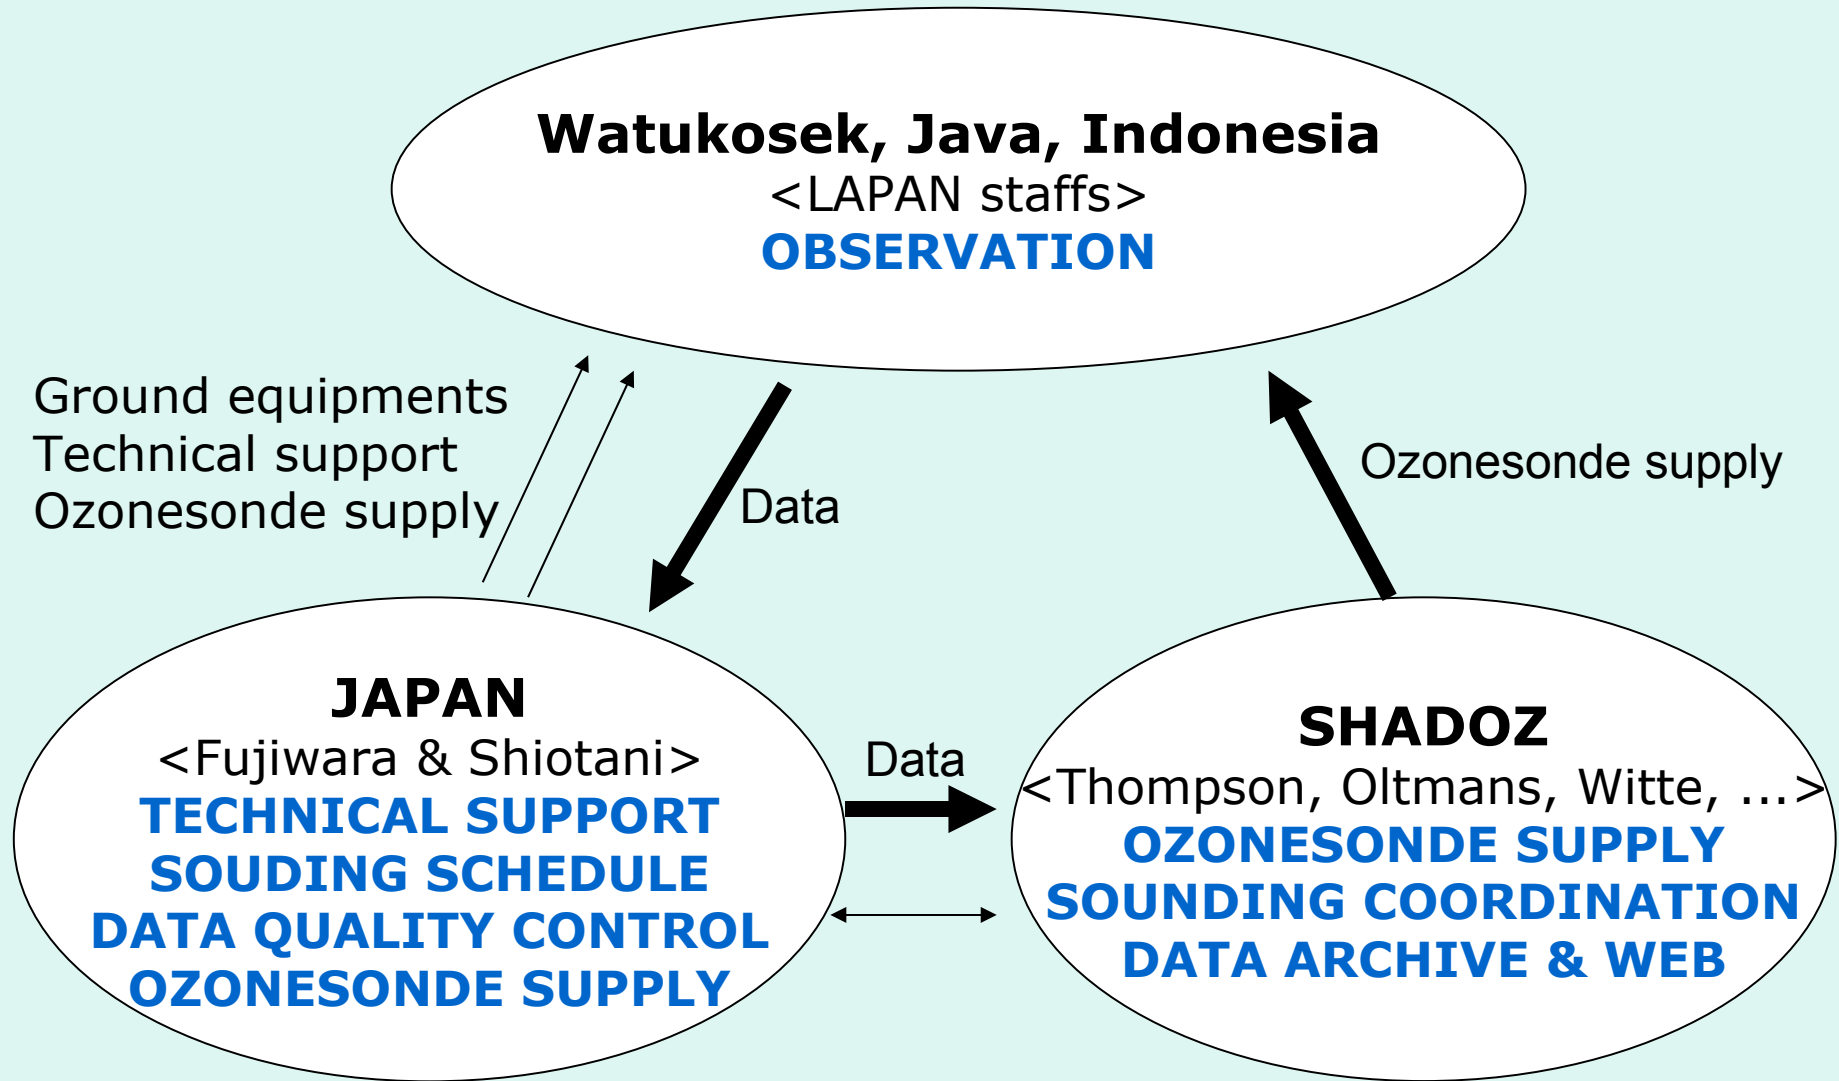 Watukosek, Java, Indonesia
<LAPAN staffs>
OBSERVATION
Ground equipments
Technical support
Ozonesonde supply
Data
Ozonesonde supply
JAPAN
<Fujiwara & Shiotani>
TECHNICAL SUPPORT
SOUDING SCHEDULE
DATA QUALITY CONTROL
OZONESONDE SUPPLY
Data
SHADOZ
<Thompson, Oltmans, Witte, ...>
OZONESONDE SUPPLY
SOUNDING COORDINATION
DATA ARCHIVE & WEB